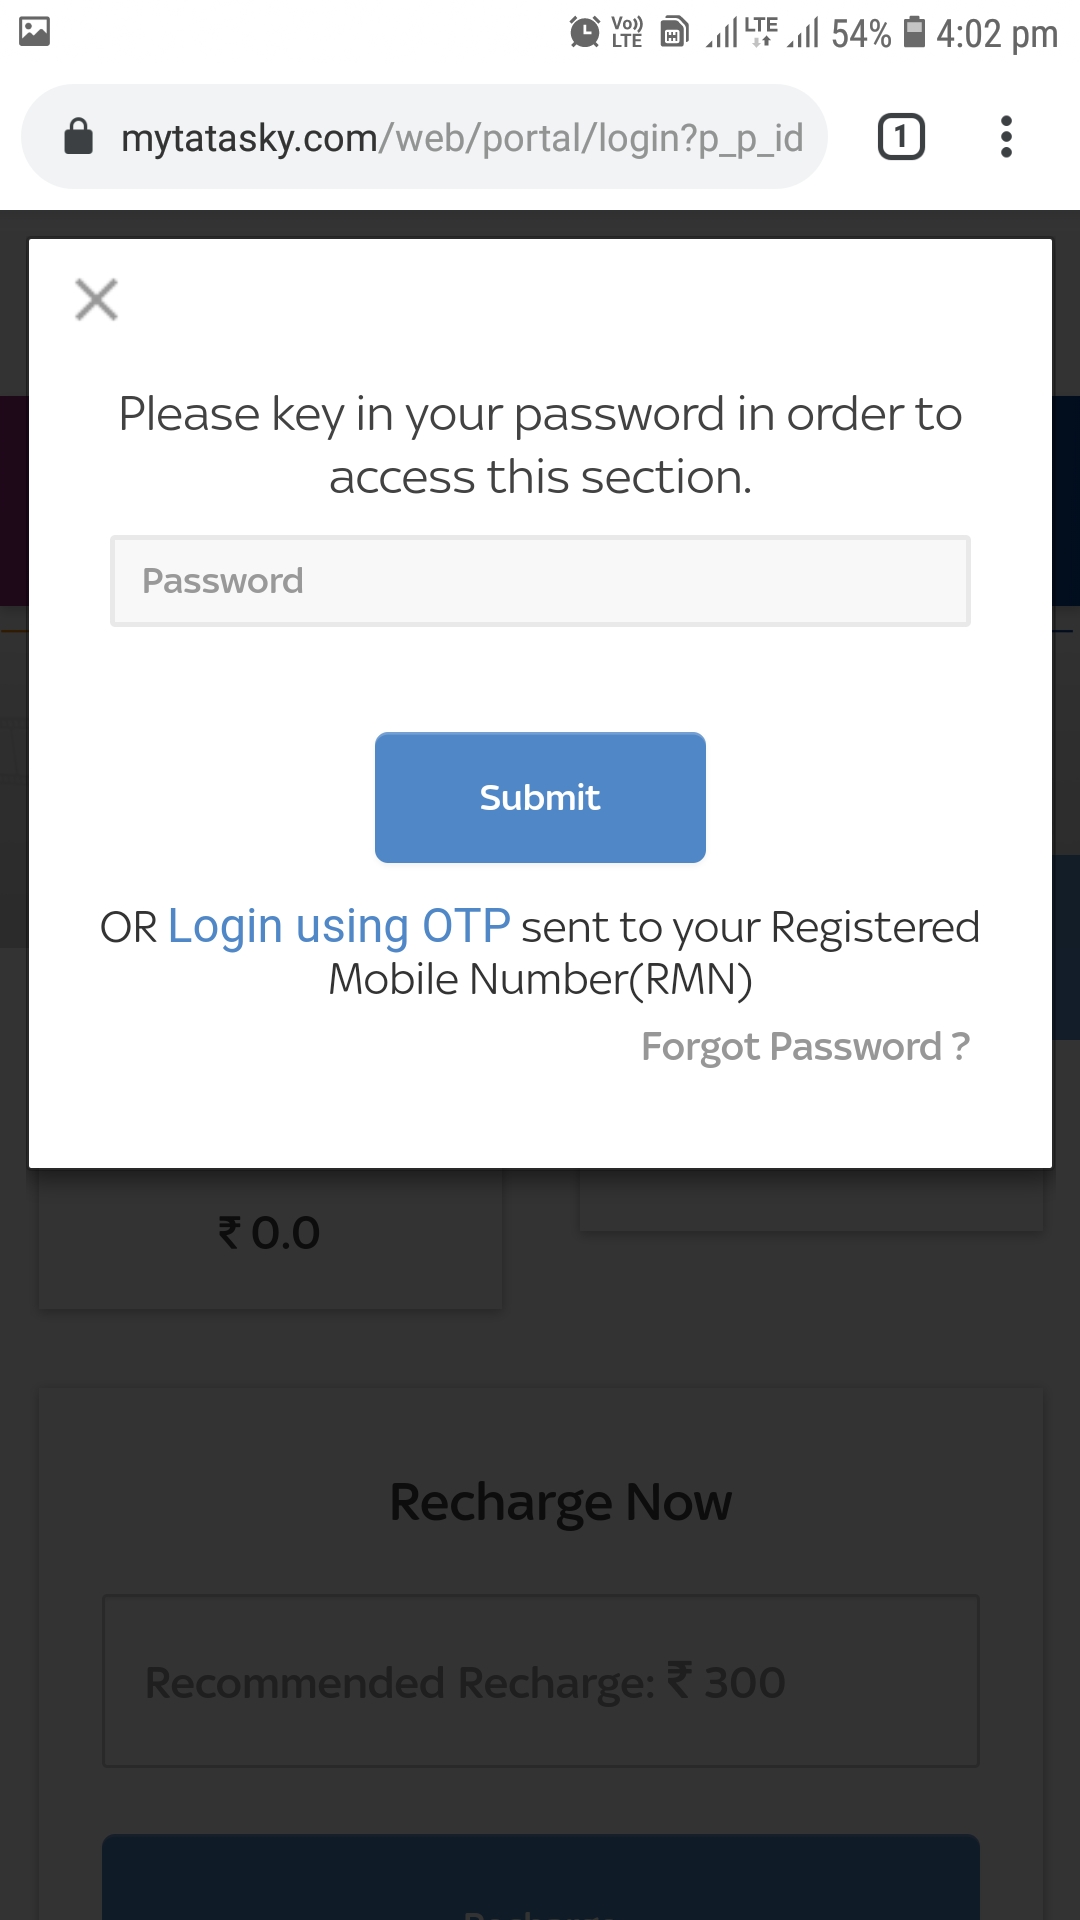 Vo)) LTE LTE 54% 4:02 pm
mytatasky.com/web/portal/login?p_p_id 1
Please key in your password in order to
access this section.
Password
Submit
OR Login using OTP sent to your Registered
Mobile Number(RMN)
Forgot Password ?
₹ 0.0
Recharge Now
Recommended Recharge: ₹ 300